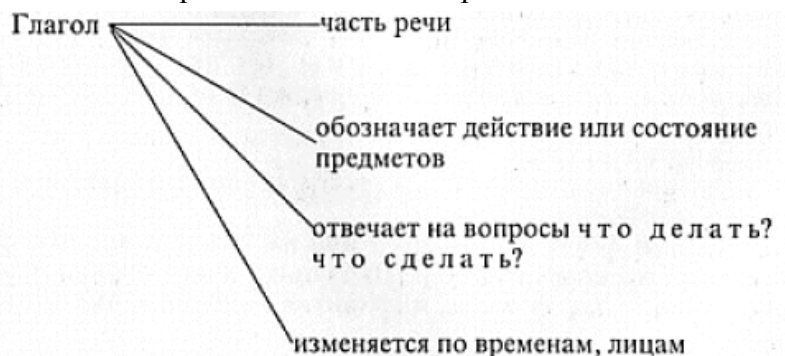 Глагол часть речи
обозначает действие или состояние
предметов
отвечает на вопросы что делать?
что сделать?
изменяется по временам, лицам